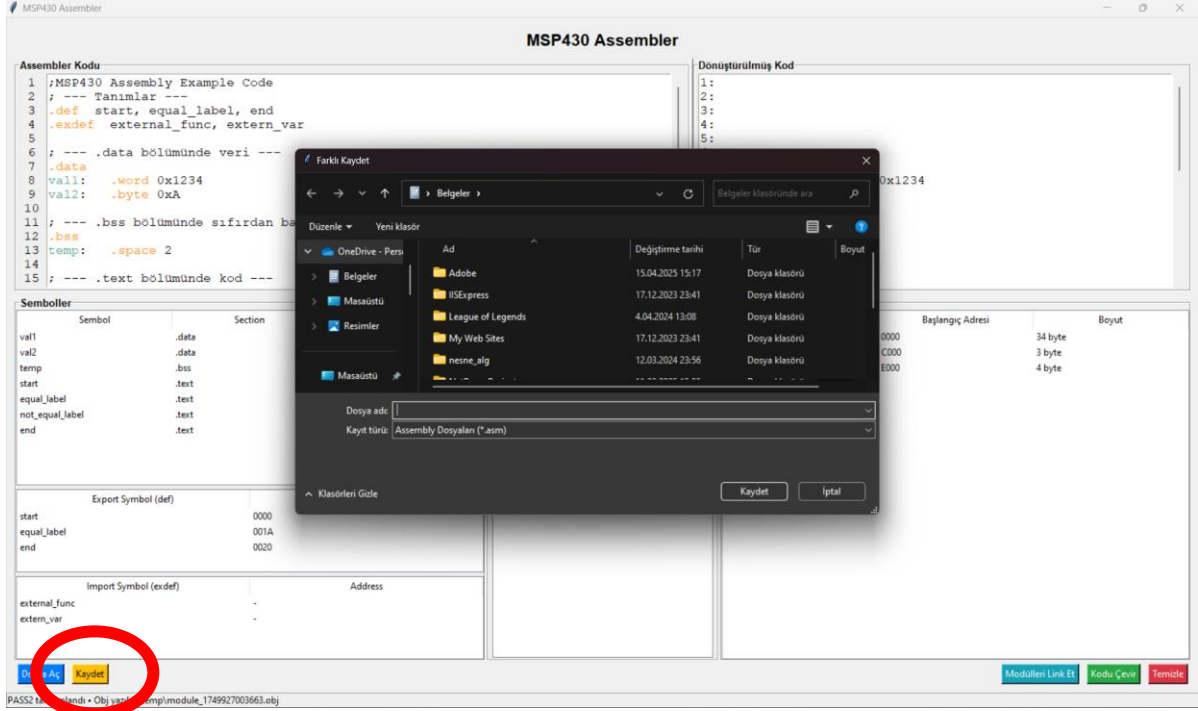 MSP430 Assembler
MSP430 Assembler
Assembler Kodu
1 ;MSP430 Assembly Example Code
2 ; --- Tanımlar ---
3 .def start, equal_label, end
4 .exdef external_func, extern_var
5
6 ; --- .data bölümünde veri ---
7 .data
8 val1: .word 0x1234
9 val2: .byte 0xA
10
11 ; --- .bss bölümünde sıfırdan ba
12 .bss
13 temp: .space 2
14
15 ; --- .text bölümünde kod ---
Dönüştürülmüş Kod
1:
2:
3:
4:
5:
0x1234
Farklı Kaydet
Belgeler
Belgeler klasöründe ara
Düzenle Yeni klasör
OneDrive - Perso
Belgeler
Masaüstü
Resimler
Masaüstü
Ad Değiştirme tarihi Tür Boyut
Adobe 15.04.2025 15:17 Dosya klasörü
IISExpress 17.12.2023 23:41 Dosya klasörü
League of Legends 4.04.2024 13:08 Dosya klasörü
My Web Sites 17.12.2023 23:41 Dosya klasörü
nesne_alg 12.03.2024 23:56 Dosya klasörü
Dosya adı:
Kayıt türü: Assembly Dosyaları (*.asm)
Klasörleri Gizle
Kaydet İptal
Semboller
Sembol Section
val1 .data
val2 .data
temp .bss
start .text
equal_label .text
not_equal_label .text
end .text
Başlangıç Adresi Boyut
0000 34 byte
C000 3 byte
E000 4 byte
Export Symbol (def)
start 0000
equal_label 001A
end 0020
Import Symbol (exdef) Address
external_func -
extern_var -
Aç Kaydet
Modülleri Link Et Kodu Çevir Temizle
PASS2 landı • Obj emp\module_1749927003663.obj